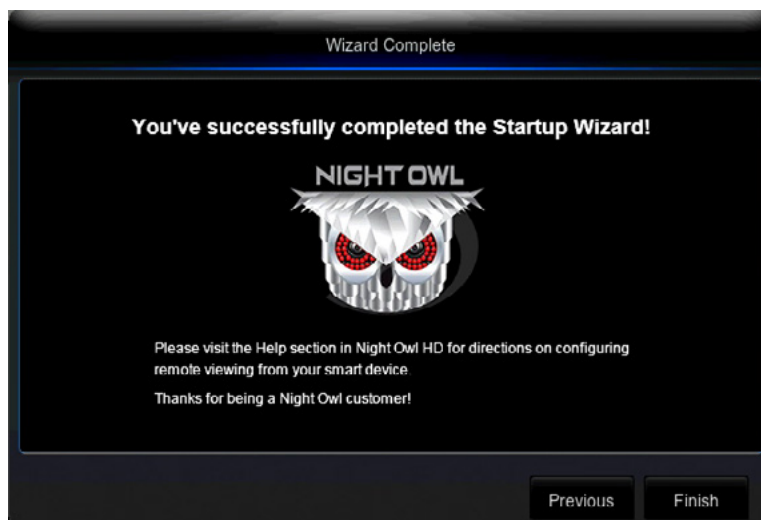 Wizard Complete
You've successfully completed the Startup Wizard!
NIGHT OWL
Please visit the Help section in Night Owl HD for directions on configuring
remote viewing from your smart device.
Thanks for being a Night Owl customer!
Previous
Finish